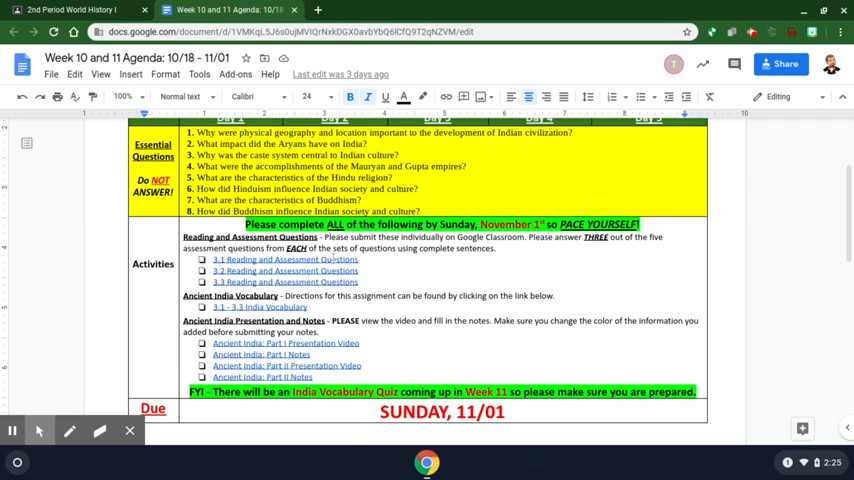 2nd Period World History I
Week 10 and 11 Agenda: 10/18 -
docs.google.com/document/d/1VMKqL5J6s0ujMVIQrNxkDGX0avbYbQ6lCfQ9T2qNZVM/edit
Week 10 and 11 Agenda: 10/18 - 11/01
File Edit View Insert Format Tools Add-ons Help Last edit was 3 days ago
T
Share
100% Normal text Calibri 24 B I U A Editing
1 1 2 3 4 5 6 7 8 9 10
Day 2 Day 4
Essential Questions
Do NOT ANSWER!
1. Why were physical geography and location important to the development of Indian civilization?
2. What impact did the Aryans have on India?
3. Why was the caste system central to Indian culture?
4. What were the accomplishments of the Mauryan and Gupta empires?
5. What are the characteristics of the Hindu religion?
6. How did Hinduism influence Indian society and culture?
7. What are the characteristics of Buddhism?
8. How did Buddhism influence Indian society and culture?
Please complete ALL of the following by Sunday, November 1st so PACE YOURSELF!
Activities
Reading and Assessment Questions - Please submit these individually on Google Classroom. Please answer THREE out of the five
assessment questions from EACH of the sets of questions using complete sentences.
3.1 Reading and Assessment Questions
3.2 Reading and Assessment Questions
3.3 Reading and Assessment Questions
Ancient India Vocabulary - Directions for this assignment can be found by clicking on the link below.
3.1 - 3.3 India Vocabulary
Ancient India Presentation and Notes - PLEASE view the video and fill in the notes. Make sure you change the color of the information you
added before submitting your notes.
Ancient India: Part I Presentation Video
Ancient India: Part I Notes
Ancient India: Part II Presentation Video
Ancient India: Part II Notes
FYI - There will be an India Vocabulary Quiz coming up in Week 11 so please make sure you are prepared.
Due SUNDAY, 11/01
2:25